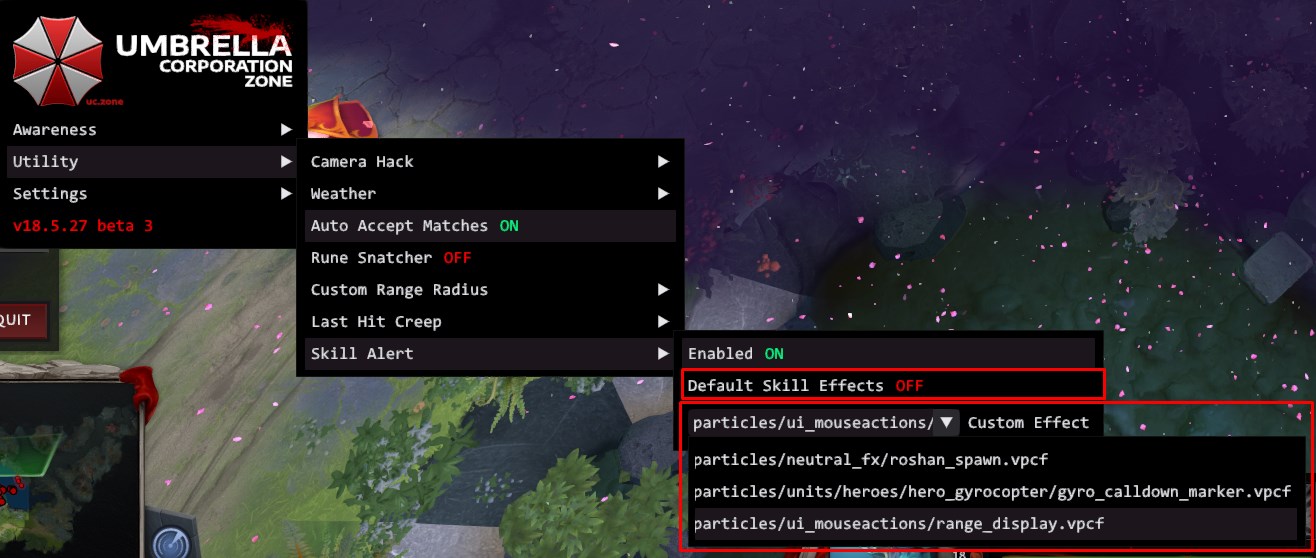 UMBRELLA
CORPORATION
ZONE
uc.zone
Awareness
Utility
Settings
v18.5.27 beta 3
QUIT
Camera Hack
Weather
Auto Accept Matches ON
Rune Snatcher OFF
Custom Range Radius
Last Hit Creep
Skill Alert
Enabled ON
Default Skill Effects OFF
particles/ui_mouseactions/ Custom Effect
particles/neutral_fx/roshan_spawn.vpcf
particles/units/heroes/hero_gyrocopter/gyro_calldown_marker.vpcf
particles/ui_mouseactions/range_display.vpcf
18